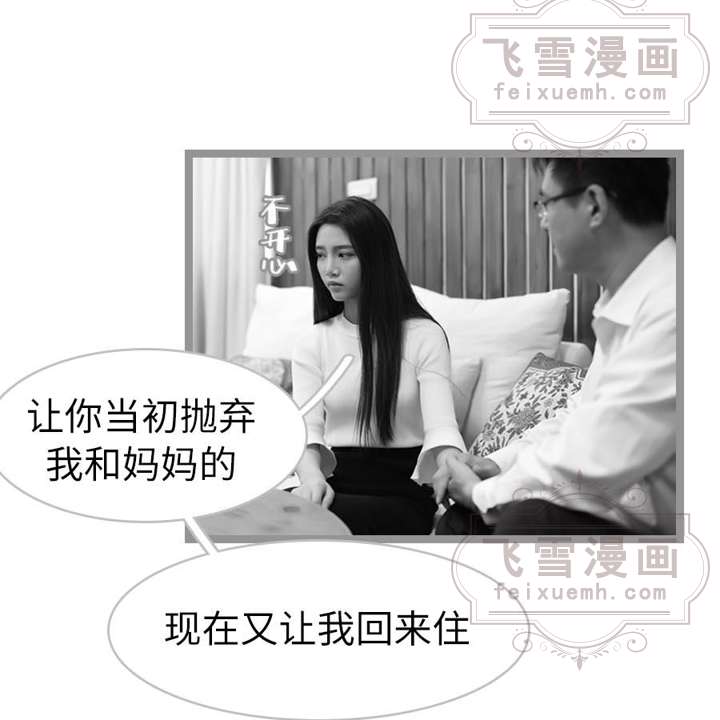 飞雪漫画
feixuemh.com
不开心
让你当初抛弃
我和妈妈的
现在又让我回来住
飞雪漫画
feixuemh.com